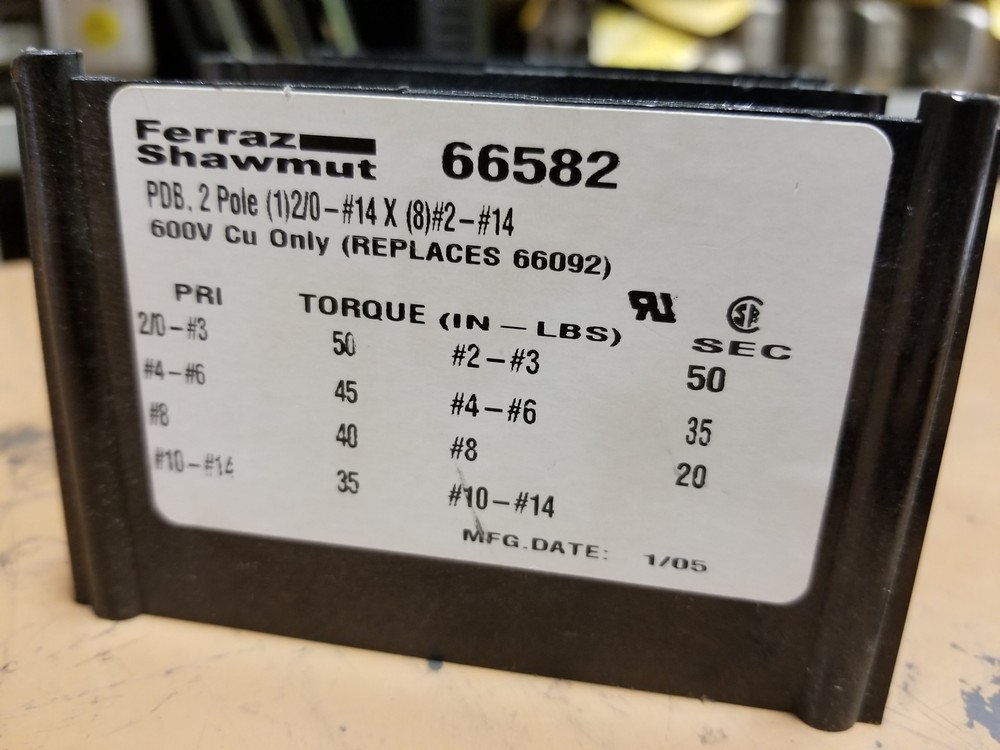 Ferraz
Shawmut
66582
PDB, 2 Pole (1)2/0-#14 X (8)#2-#14
600V Cu Only (REPLACES 66092)
PRI TORQUE (IN - LBS) SEC
2/0-#3 50 #2-#3 50
#4-#6 45 #4-#6 35
#8 40 #8 20
#10-#14 35 #10-#14
MFG.DATE: 1/05